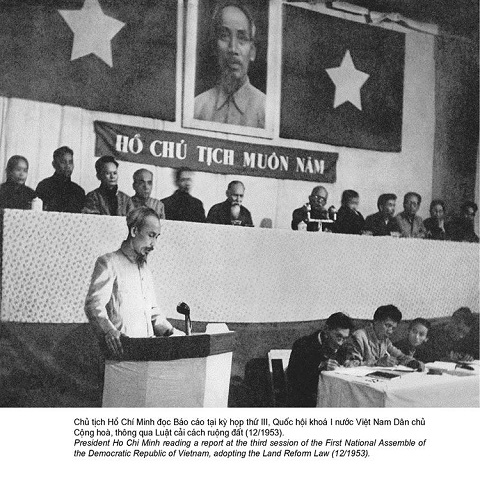 HỒ CHỦ TỊCH MUÔN NĂM
Chủ tịch Hồ Chí Minh đọc Báo cáo tại kỳ họp thứ III, Quốc hội khoá I nước Việt Nam Dân chủ
Cộng hoà, thông qua Luật cải cách ruộng đất (12/1953).
President Ho Chi Minh reading a report at the third session of the First National Assemble of
the Democratic Republic of Vietnam, adopting the Land Reform Law (12/1953).